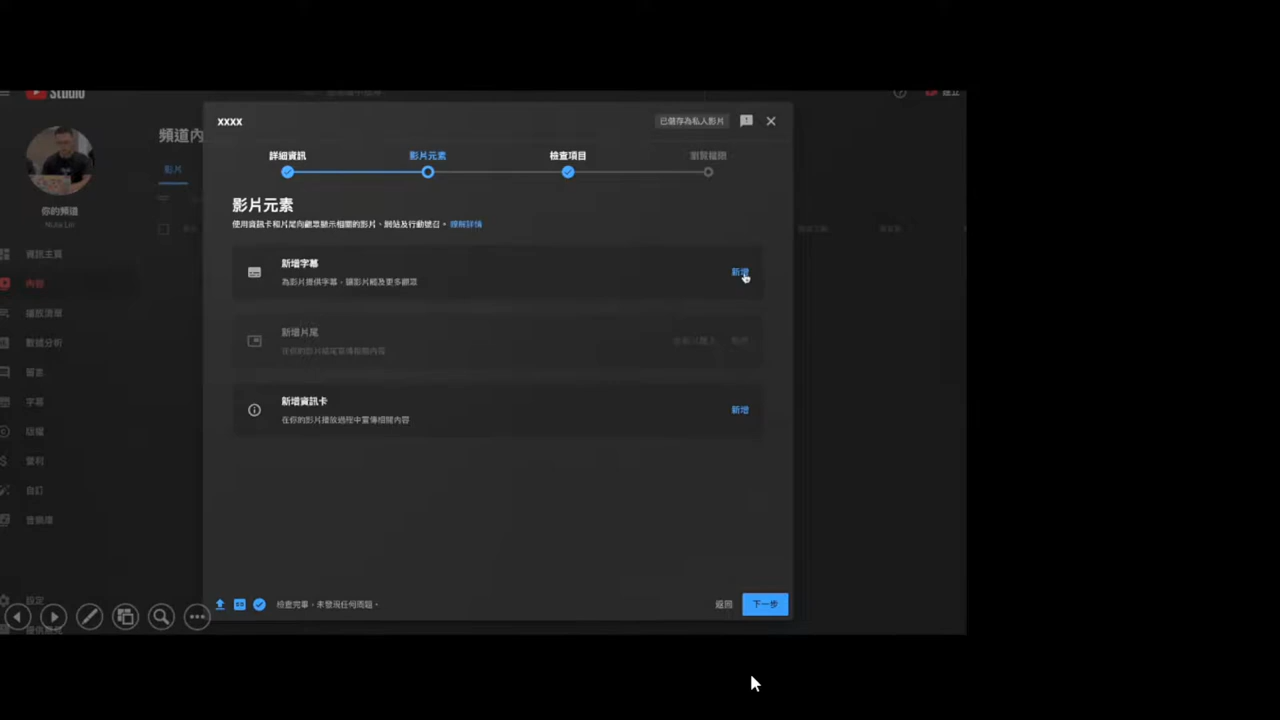 STUDIO
建立
xxxx
已儲存為私人影片
頻道內
詳細資訊
影片元素
檢查項目
瀏覽權限
影片
影片元素
使用資訊卡和片尾向觀眾顯示相關的影片、網站及行動號召。 瞭解詳情
你的頻道
資訊主頁
內容
播放清單
數據分析
留言
字幕
版權
營利
自訂
音訊庫
設定
新增字幕
為影片提供字幕,讓影片觸及更多觀眾
新增
新增片尾
在你的影片結尾宣傳相關內容
新增資訊卡
在你的影片播放過程中宣傳相關內容
新增
檢查完畢,未發現任何問題。
返回
下一步